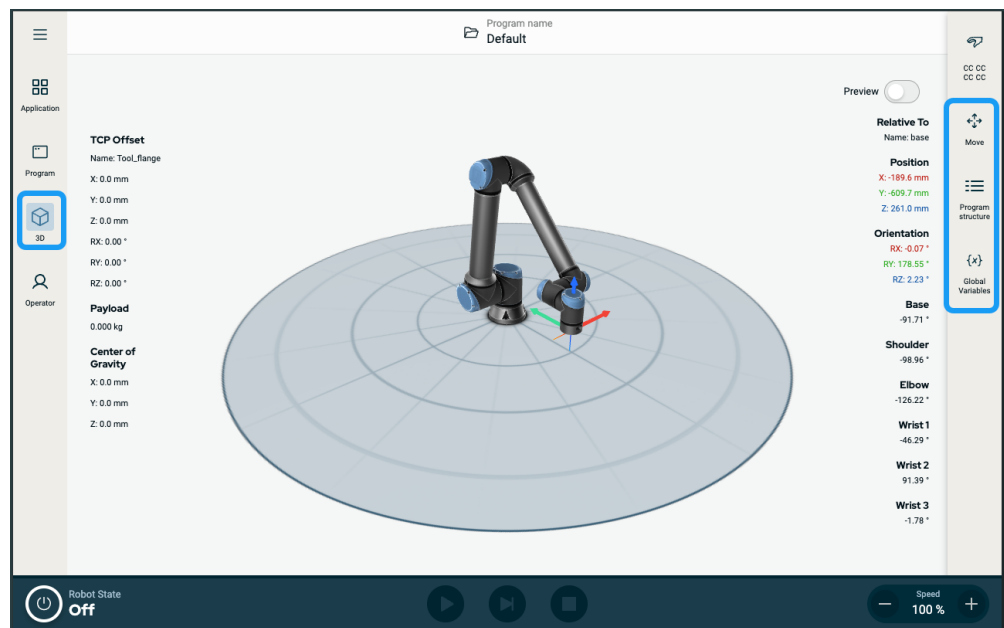 Program name
Default
CC CC
CC CC
Application
Program
3D
Operator
TCP Offset
Name: Tool_flange
X: 0.0 mm
Y: 0.0 mm
Z: 0.0 mm
RX: 0.00 °
RY: 0.00 °
RZ: 0.00 °
Payload
0.000 kg
Center of
Gravity
X: 0.0 mm
Y: 0.0 mm
Z: 0.0 mm
Preview
Relative To
Name: base
Position
X: -189.6 mm
Y: -609.7 mm
Z: 261.0 mm
Orientation
RX: -0.07 °
RY: 178.55 °
RZ: 2.23 °
Base
-91.71 °
Shoulder
-98.96 °
Elbow
-126.22 °
Wrist 1
-46.29 °
Wrist 2
91.39 °
Wrist 3
-1.78 °
Move
Program
structure
{x}
Global
Variables
Robot State
Off
Speed
100 %